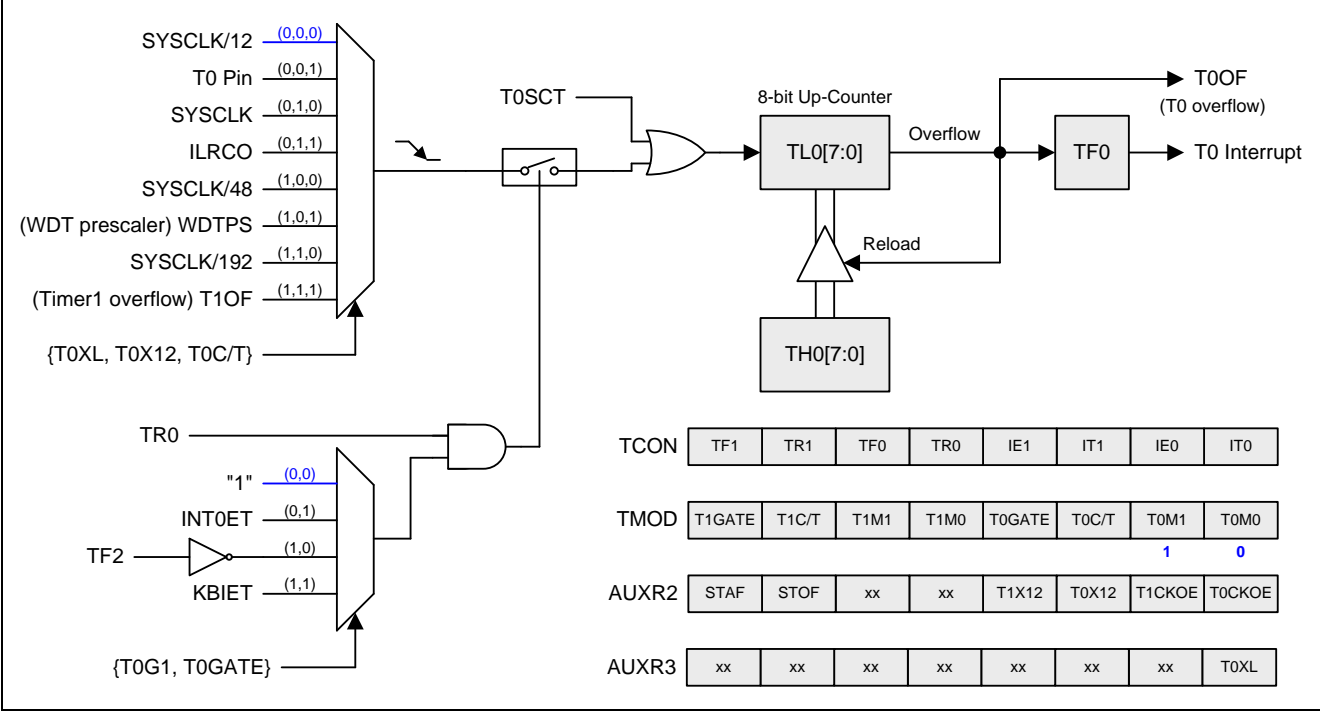 SYSCLK/12 (0,0,0)
T0 Pin (0,0,1)
SYSCLK (0,1,0)
ILRCO (0,1,1)
SYSCLK/48 (1,0,0)
(WDT prescaler) WDTPS (1,0,1)
SYSCLK/192 (1,1,0)
(Timer1 overflow) T1OF (1,1,1)
{T0XL, T0X12, T0C/T}
T0SCT
8-bit Up-Counter
TL0[7:0]
Overflow
T0OF
(T0 overflow)
TF0
T0 Interrupt
Reload
TH0[7:0]
TR0
"1" (0,0)
INT0ET (0,1)
TF2 (1,0)
KBIET (1,1)
{T0G1, T0GATE}
TCON TF1 TR1 TF0 TR0 IE1 IT1 IE0 IT0
TMOD T1GATE T1C/T T1M1 T1M0 T0GATE T0C/T T0M1 T0M0
1 0
AUXR2 STAF STOF xx xx T1X12 T0X12 T1CKOE T0CKOE
AUXR3 xx xx xx xx xx xx xx T0XL